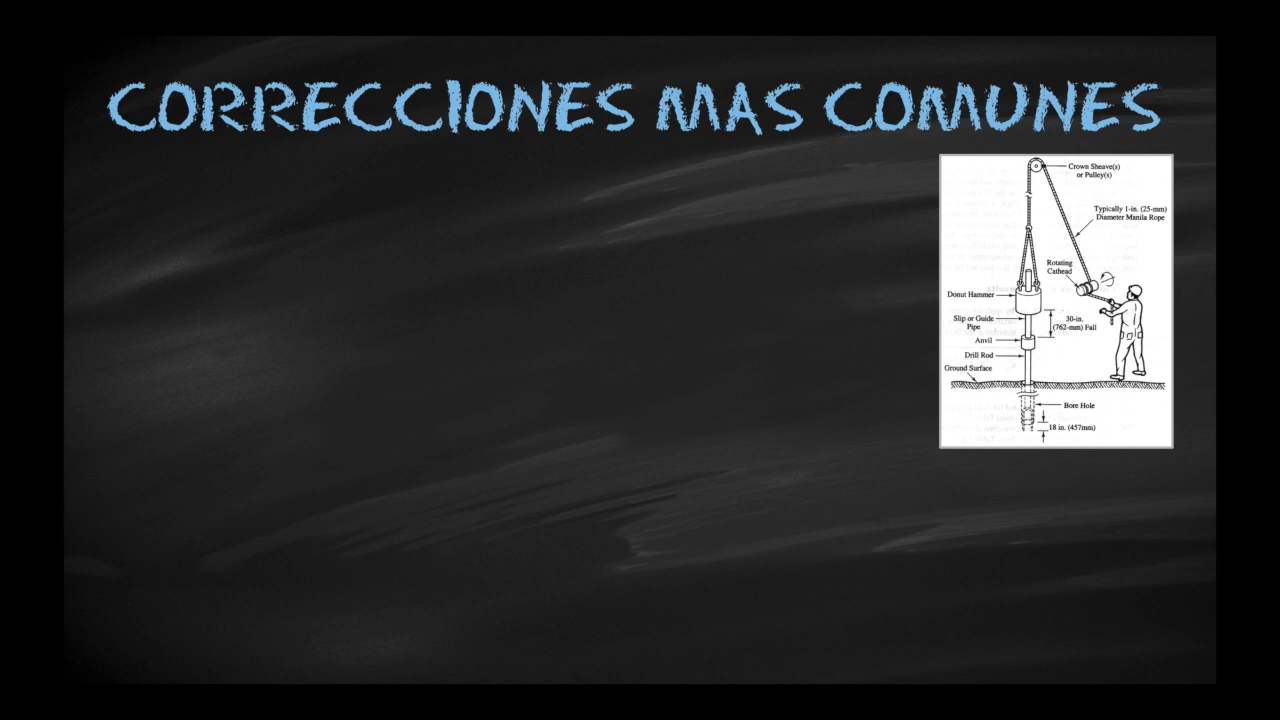 CORRECCIONES MAS COMUNES
Crown Sheave(s)
or Pulley(s)
Typically 1-in. (25-mm)
Diameter Manila Rope
Rotating
Cathead
Donut Hammer
Slip or Guide
Pipe
30-in.
(762-mm) Fall
Anvil
Drill Rod
Ground Surface
Bore Hole
18 in. (457mm)